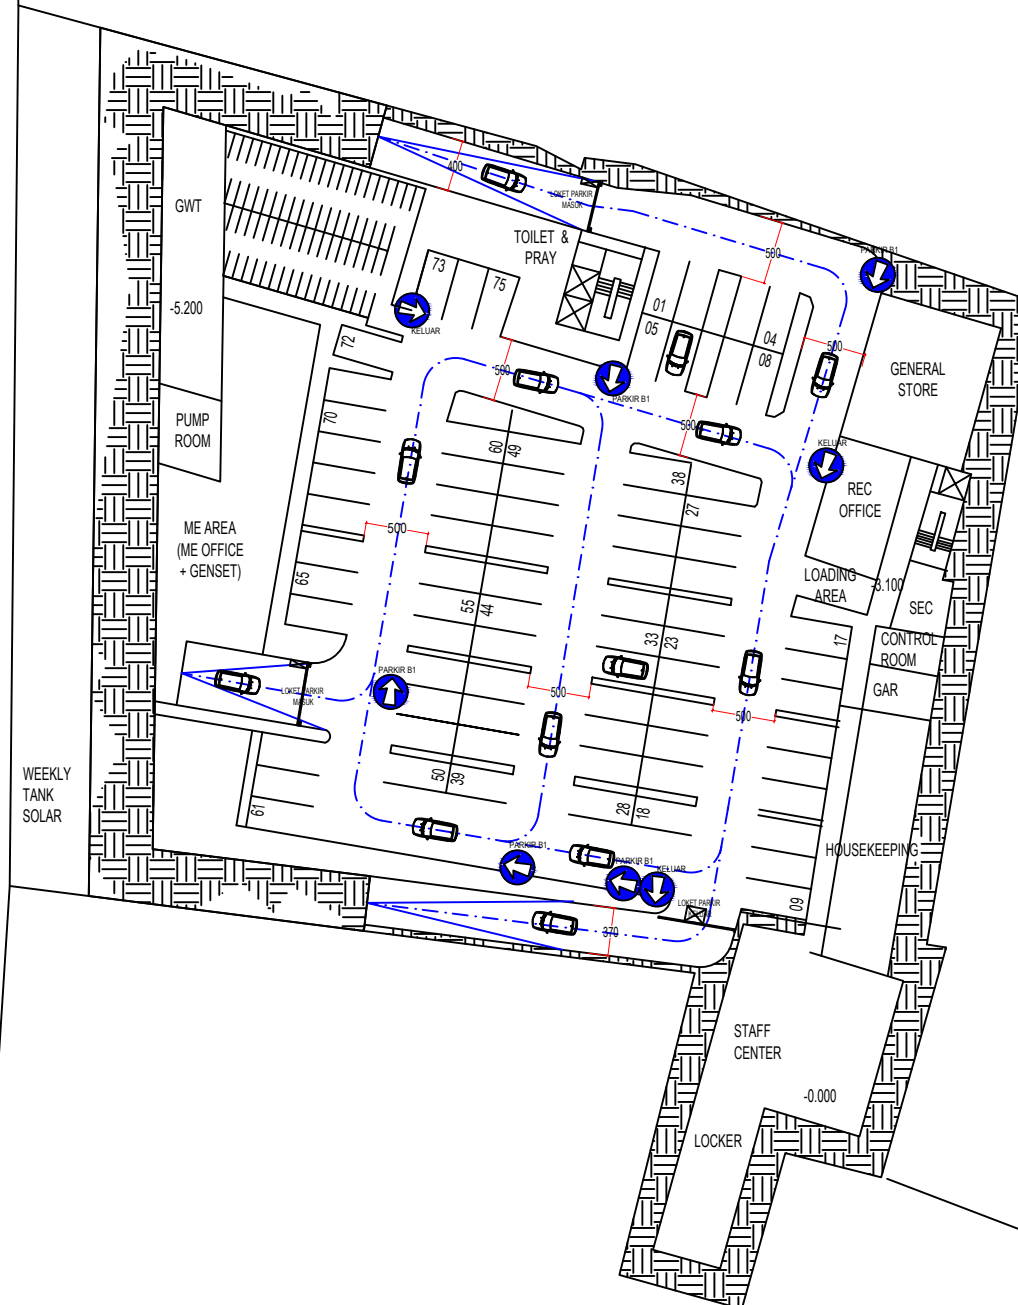 400
LOKET PARKIR
MASUK
GWT
TOILET &
PRAY
PARKIR B1
500
73
75
-5.200
01
05
04
08
KELUAR
72
500
500
GENERAL
STORE
500
PARKIR B1
70
PUMP
ROOM
60
49
500
KELUAR
38
27
REC
OFFICE
ME AREA
(ME OFFICE
+ GENSET)
500
65
55
44
LOADING
AREA
-3.100
SEC
33
23
17
CONTROL
ROOM
GAR
LOKET PARKIR
MASUK
PARKIR B1
500
500
WEEKLY
TANK
SOLAR
61
50
39
28
18
HOUSEKEEPING
PARKIR B1
PARKIR B1
KELUAR
LOKET PARKIR
KELUAR
09
370
STAFF
CENTER
-0.000
LOCKER